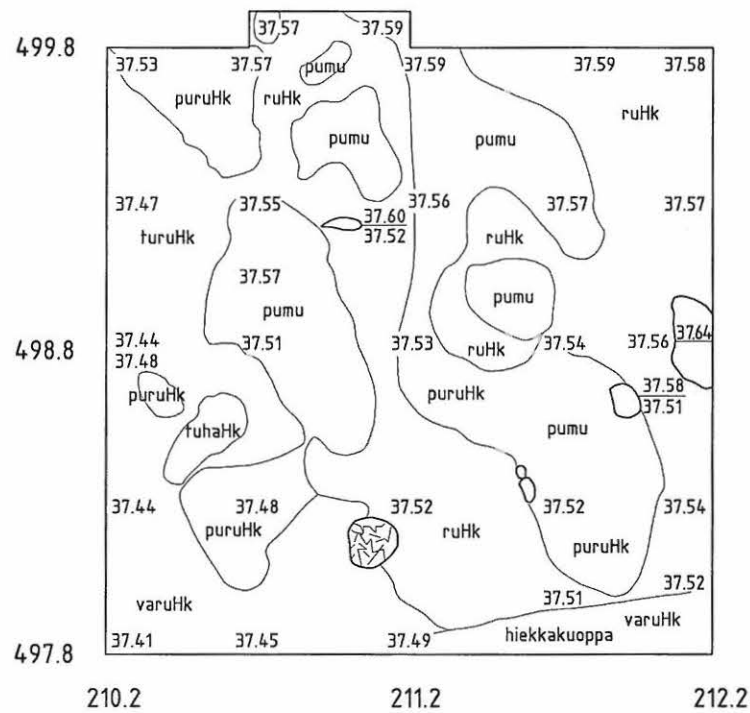 37.57 37.59
499.8
37.53 37.57 pumu 37.59 37.59 37.58
puruHk ruHk
ruHk
pumu pumu
37.47 37.55 37.56 37.57 37.57
37.60
37.52
turuHk ruHk
37.57
pumu pumu
498.8
37.44 37.51 37.53 37.54 37.56 37.64
37.48 ruHk
puruHk puruHk 37.58
37.51
tuhaHk pumu
37.44 37.48 37.52 37.52 37.54
puruHk ruHk
puruHk
37.52
varuHk 37.51
varuHk
hiekkakuoppa
37.41 37.45 37.49
497.8
210.2 211.2 212.2